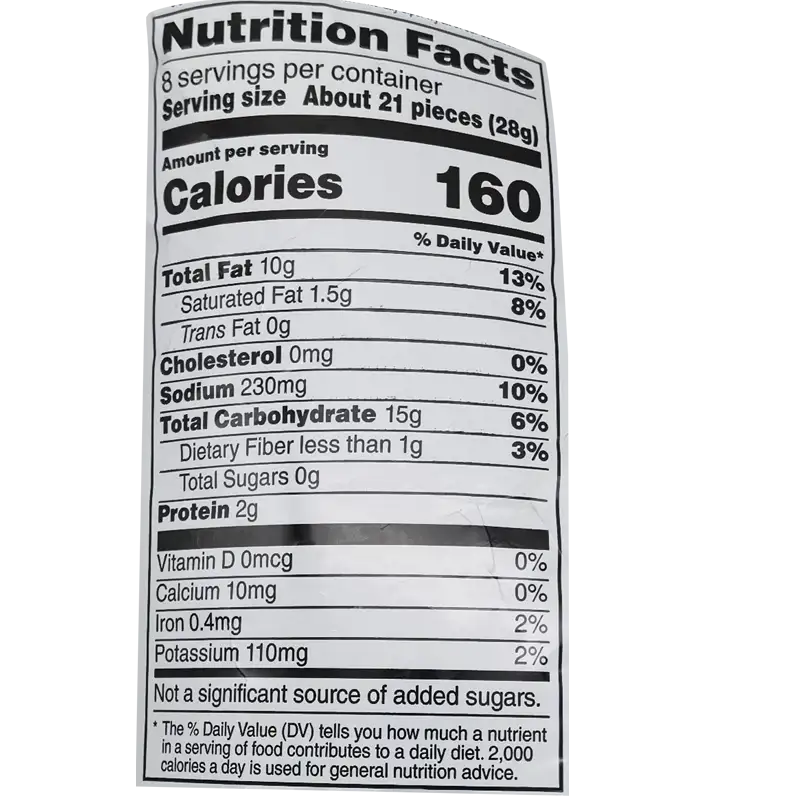 Nutrition Facts
8 servings per container
Serving size About 21 pieces (28g)
Amount per serving
Calories 160
% Daily Value*
Total Fat 10g 13%
Saturated Fat 1.5g 8%
Trans Fat 0g
Cholesterol 0mg 0%
Sodium 230mg 10%
Total Carbohydrate 15g 6%
Dietary Fiber less than 1g 3%
Total Sugars 0g
Protein 2g
Vitamin D 0mcg 0%
Calcium 10mg 0%
Iron 0.4mg 2%
Potassium 110mg 2%
Not a significant source of added sugars.
* The % Daily Value (DV) tells you how much a nutrient
in a serving of food contributes to a daily diet. 2,000
calories a day is used for general nutrition advice.